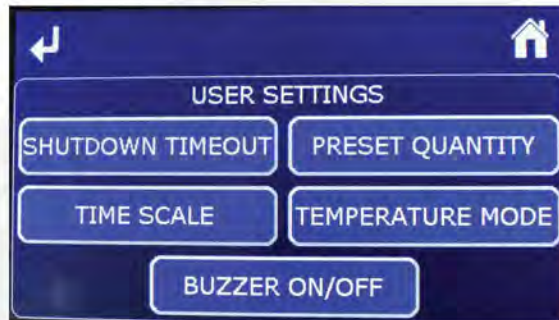 USER SETTINGS
SHUTDOWN TIMEOUT
PRESET QUANTITY
TIME SCALE
TEMPERATURE MODE
BUZZER ON/OFF